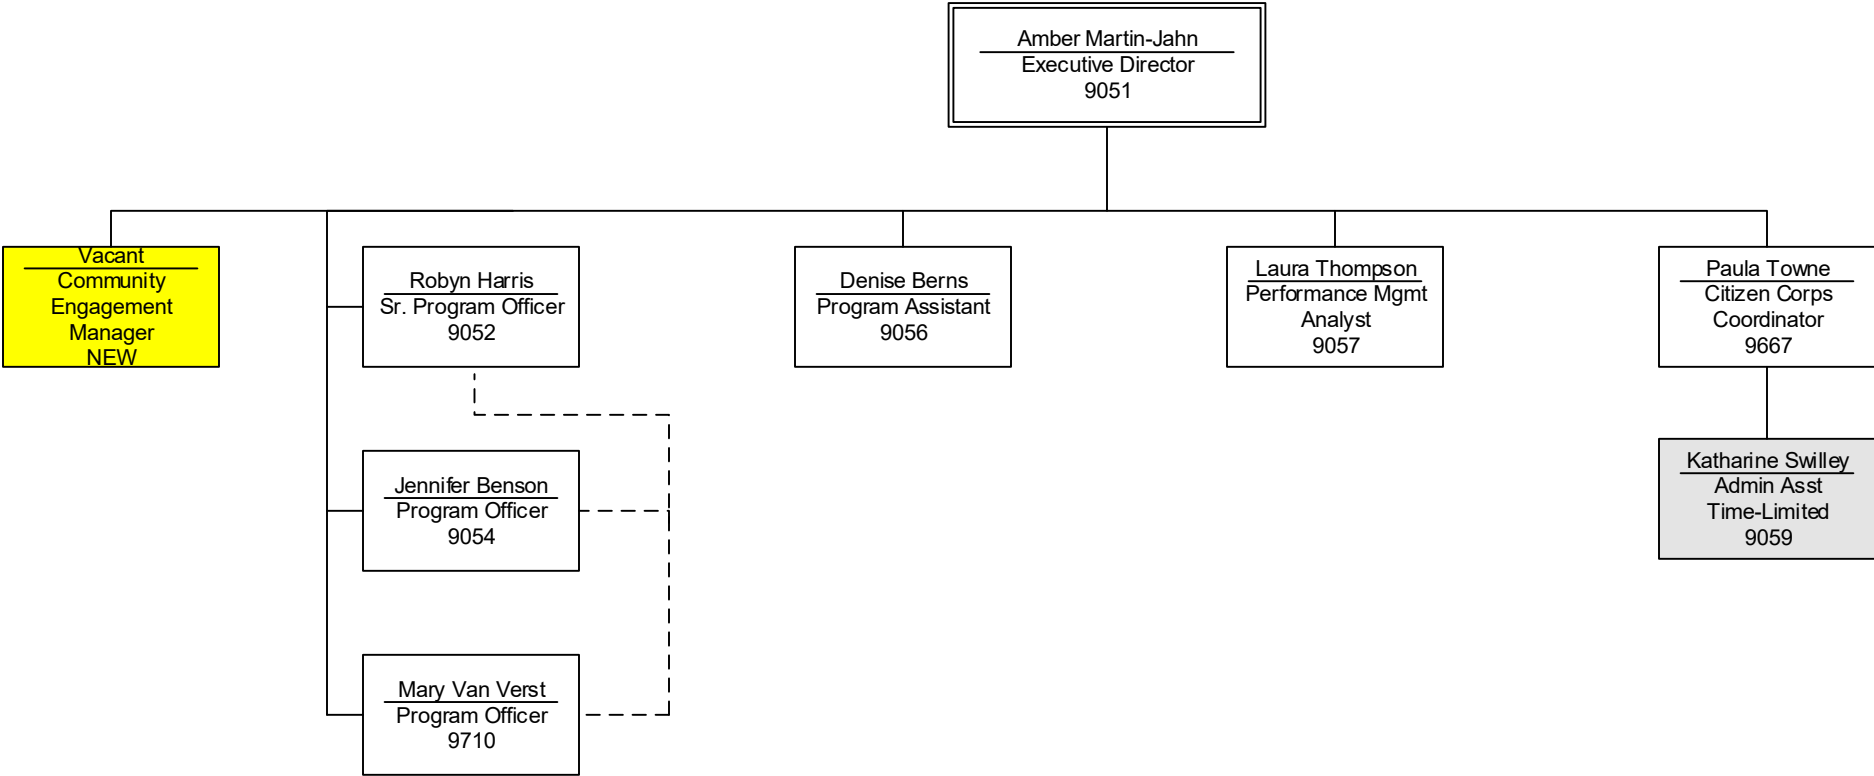 Amber Martin-Jahn
Executive Director
9051
Vacant
Community
Engagement
Manager
NEW
Robyn Harris
Sr. Program Officer
9052
Denise Berns
Program Assistant
9056
Laura Thompson
Performance Mgmt
Analyst
9057
Paula Towne
Citizen Corps
Coordinator
9667
Jennifer Benson
Program Officer
9054
Katharine Swilley
Admin Asst
Time-Limited
9059
Mary Van Verst
Program Officer
9710